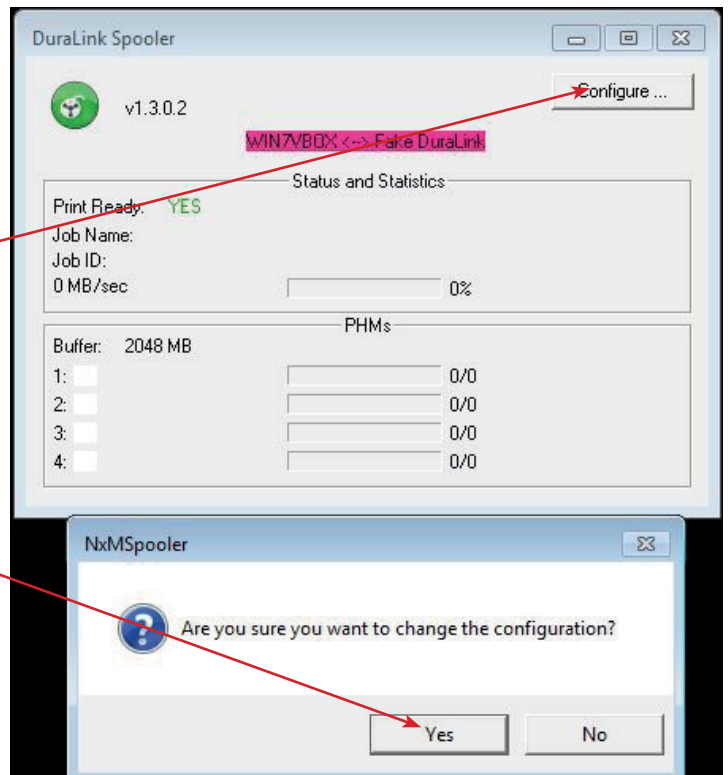 DuraLink Spooler
v1.3.0.2
Configure ...
WIN7VBOX <--> Fake DuraLink
Status and Statistics
Print Ready: YES
Job Name:
Job ID:
0 MB/sec 0%
PHMs
Buffer: 2048 MB
1: 0/0
2: 0/0
3: 0/0
4: 0/0
NxMSpooler
Are you sure you want to change the configuration?
Yes No